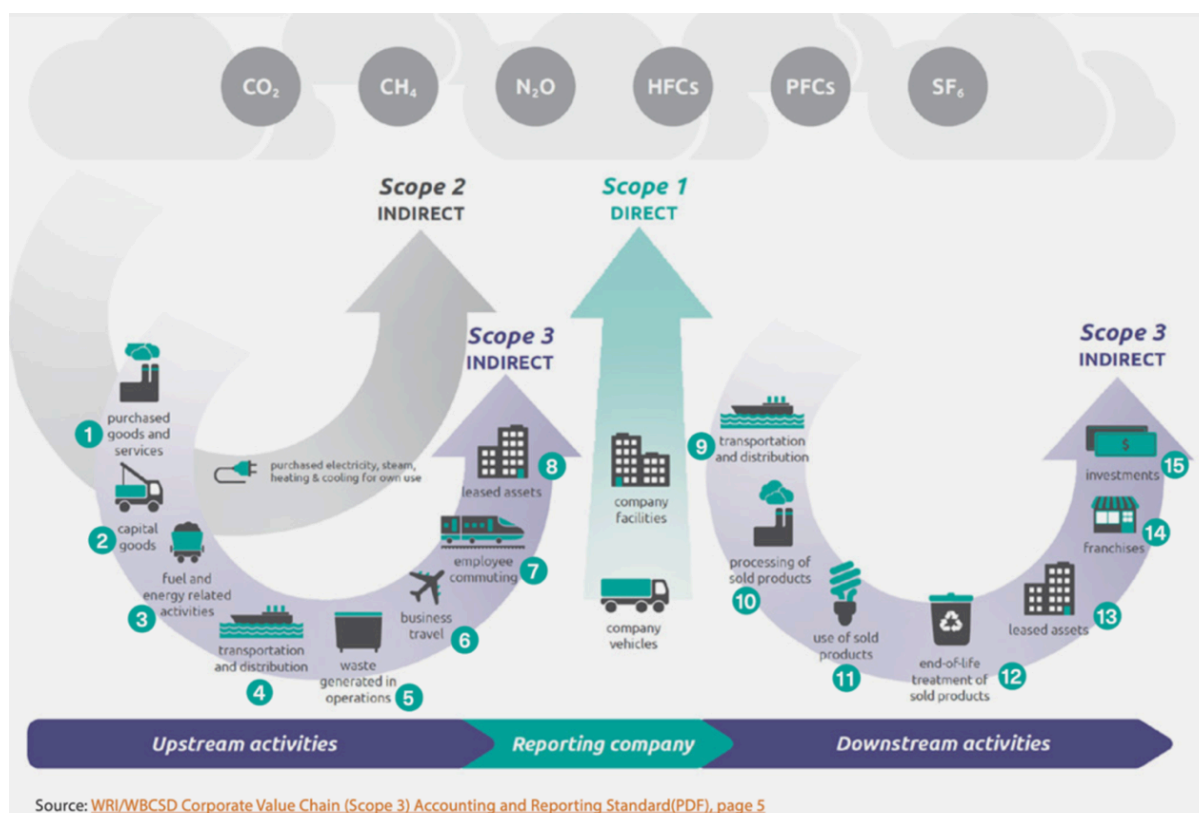 CO₂
CH₄
N₂O
HFCs
PFCs
SF₆
Scope 2
INDIRECT
Scope 1
DIRECT
Scope 3
INDIRECT
Scope 3
INDIRECT
1
purchased
goods and
services
2
capital
goods
3
fuel and
energy related
activities
purchased electricity, steam,
heating & cooling for own use
4
transportation
and distribution
5
waste
generated in
operations
6
business
travel
7
employee
commuting
8
leased assets
company
facilities
company
vehicles
9
transportation
and distribution
10
processing of
sold products
11
use of sold
products
12
end-of-life
treatment of
sold products
13
leased assets
14
franchises
15
$
investments
Upstream activities
Reporting company
Downstream activities
Source: WRI/WBCSD Corporate Value Chain (Scope 3) Accounting and Reporting Standard(PDF), page 5